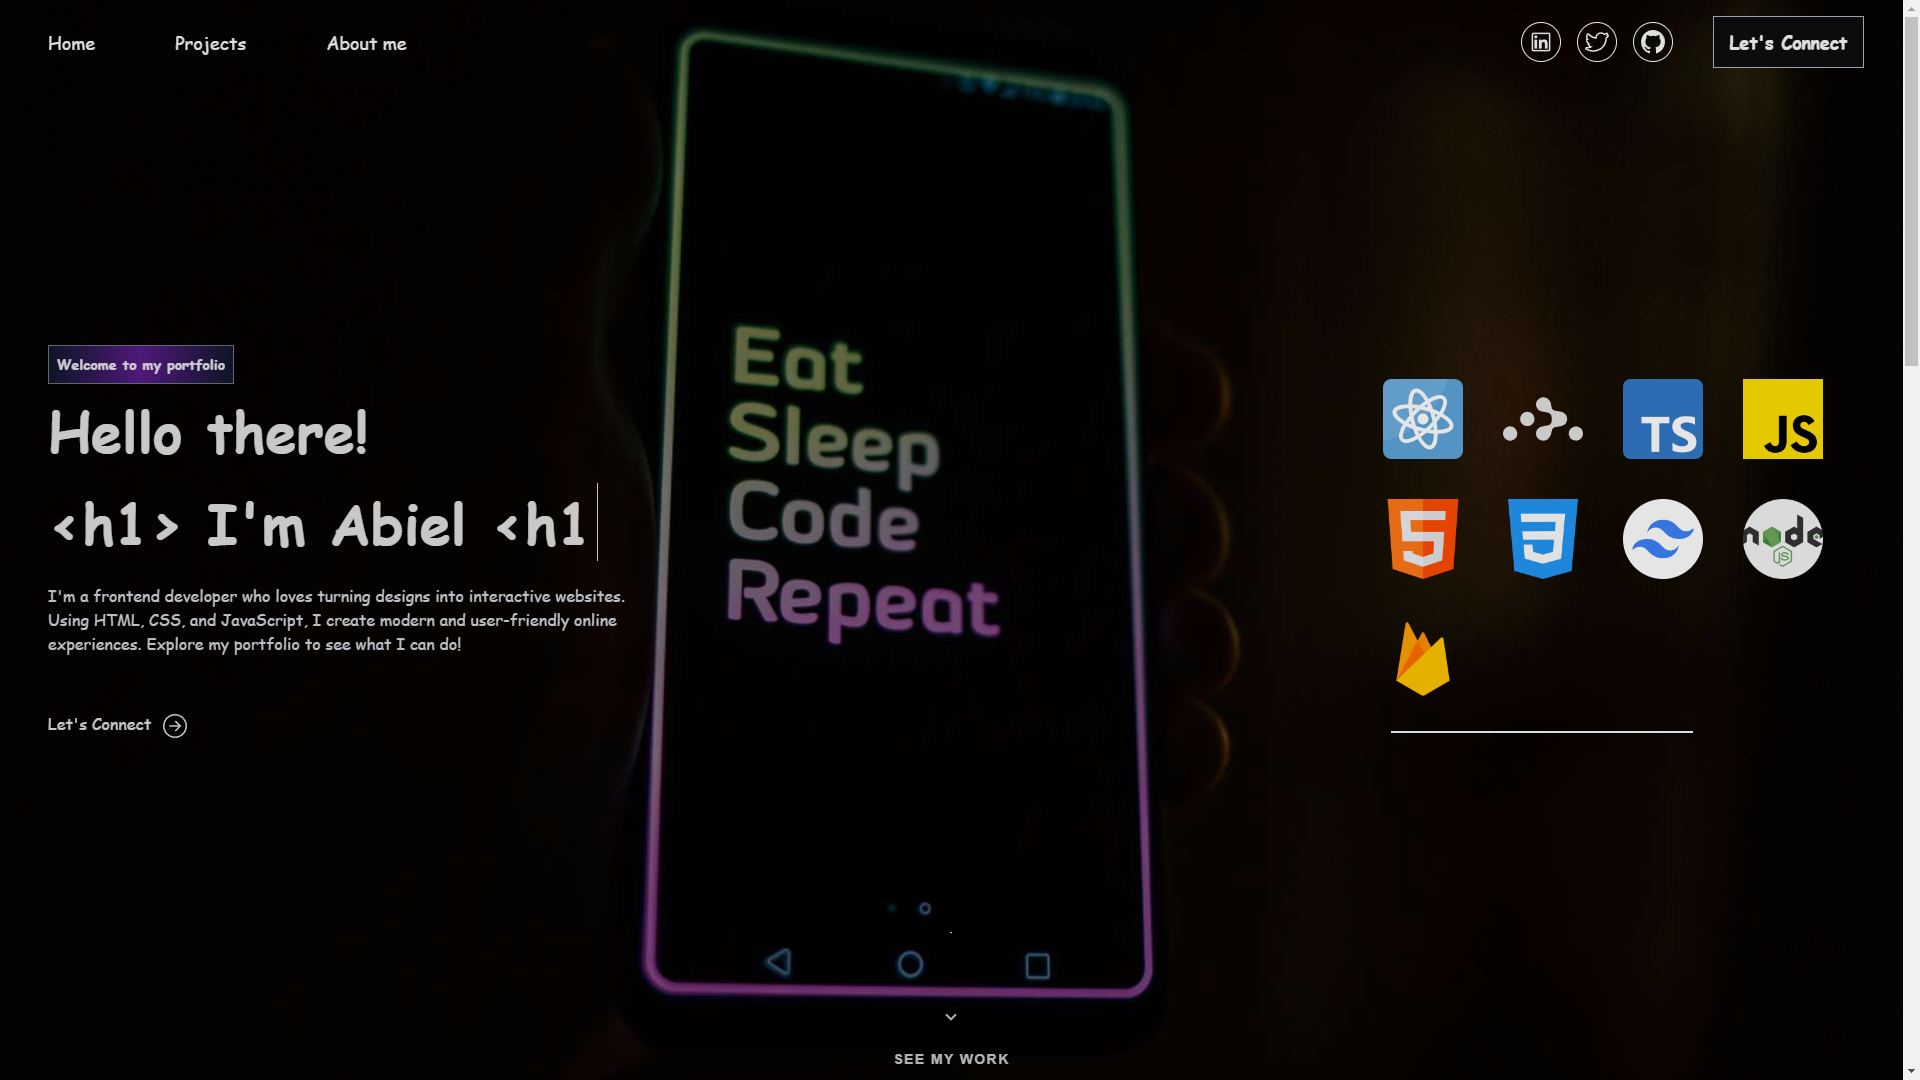 Home
Projects
About me
Let's Connect
Welcome to my portfolio
Hello there!
<h1> I'm Abiel <h1
I'm a frontend developer who loves turning designs into interactive websites.
Using HTML, CSS, and JavaScript, I create modern and user-friendly online
experiences. Explore my portfolio to see what I can do!
Let's Connect
Eat
Sleep
Code
Repeat
TS
JS
5
3
node
JS
in
SEE MY WORK